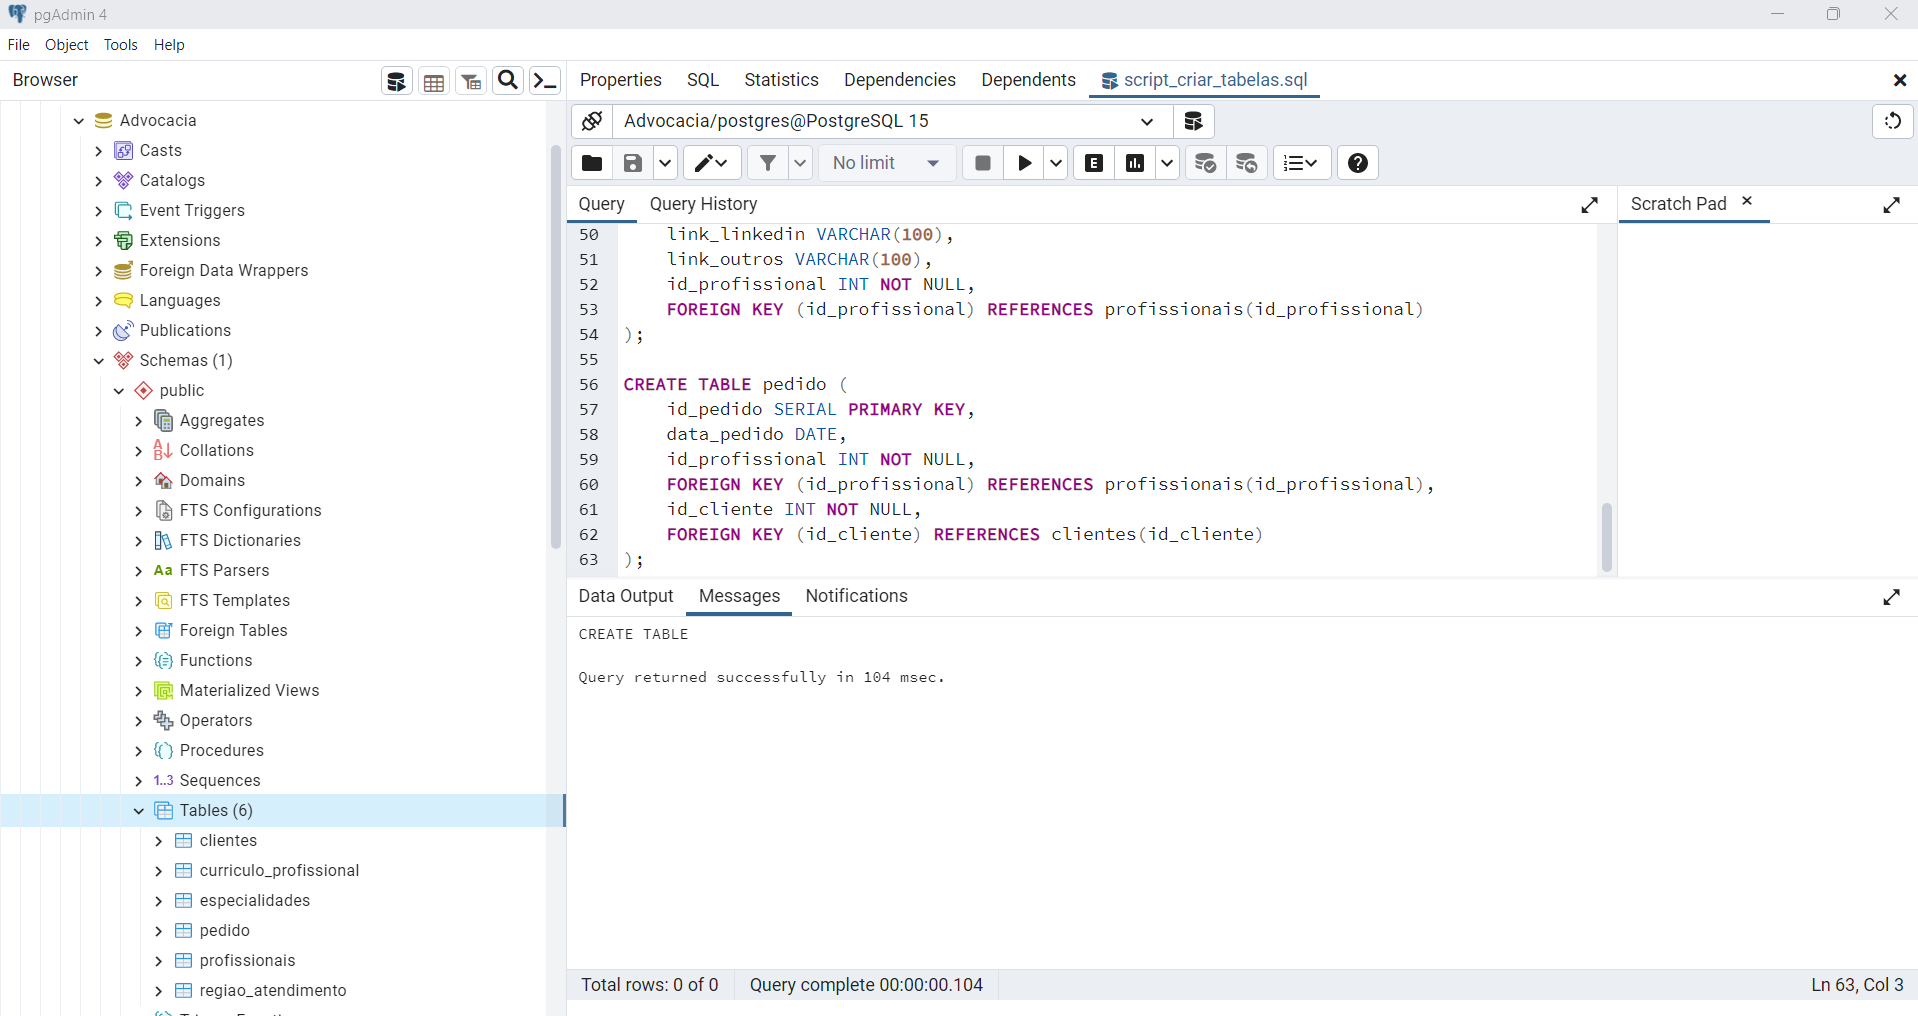 pgAdmin 4
File Object Tools Help
Browser
Properties SQL Statistics Dependencies Dependents script_criar_tabelas.sql
Advocacia
Casts
Catalogs
Event Triggers
Extensions
Foreign Data Wrappers
Languages
Publications
Schemas (1)
public
Aggregates
Collations
Domains
FTS Configurations
FTS Dictionaries
Aa FTS Parsers
FTS Templates
Foreign Tables
Functions
Materialized Views
Operators
Procedures
1..3 Sequences
Tables (6)
clientes
curriculo_profissional
especialidades
pedido
profissionais
regiao_atendimento
Advocacia/postgres@PostgreSQL 15
No limit
E
Query Query History
Scratch Pad
50 link_linkedin VARCHAR(100),
51 link_outros VARCHAR(100),
52 id_profissional INT NOT NULL,
53 FOREIGN KEY (id_profissional) REFERENCES profissionais(id_profissional)
54 );
55
56 CREATE TABLE pedido (
57 id_pedido SERIAL PRIMARY KEY,
58 data_pedido DATE,
59 id_profissional INT NOT NULL,
60 FOREIGN KEY (id_profissional) REFERENCES profissionais(id_profissional),
61 id_cliente INT NOT NULL,
62 FOREIGN KEY (id_cliente) REFERENCES clientes(id_cliente)
63 );
Data Output Messages Notifications
CREATE TABLE
Query returned successfully in 104 msec.
Total rows: 0 of 0 Query complete 00:00:00.104 Ln 63, Col 3